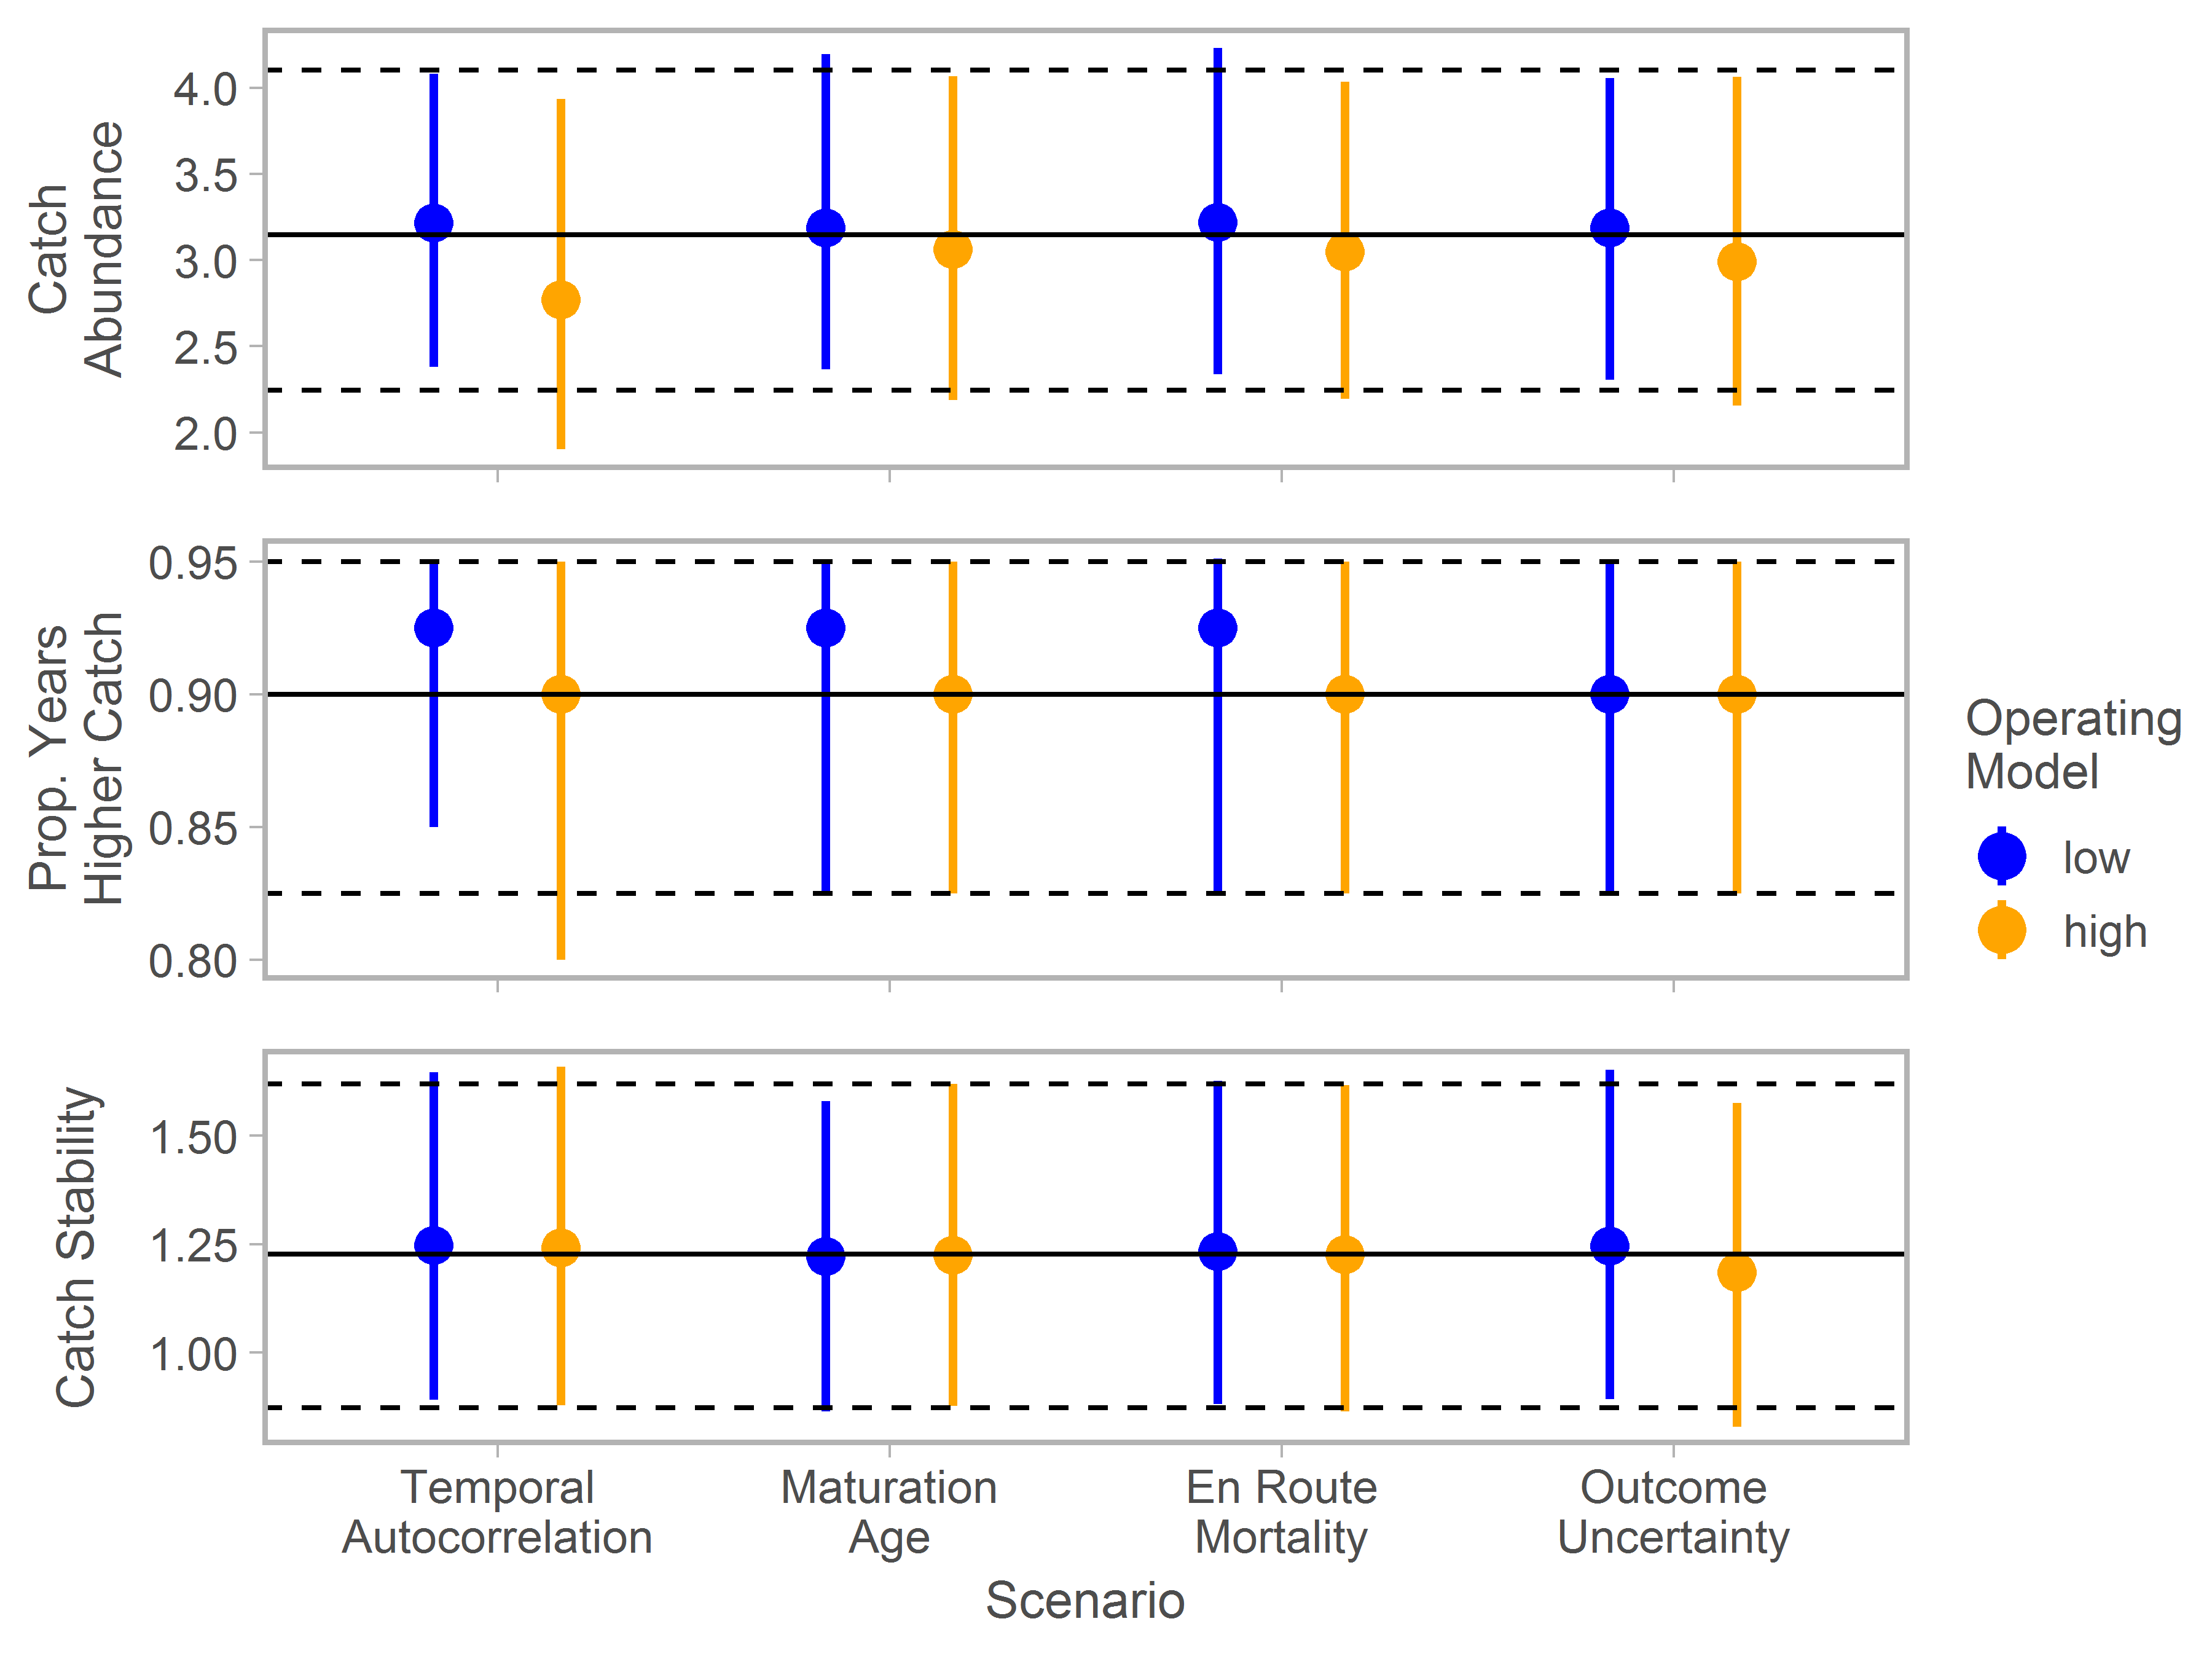 Catch
Abundance
4.0
3.5
3.0
2.5
2.0
Prop. Years
Higher Catch
0.95
0.90
0.85
0.80
Catch Stability
1.50
1.25
1.00
Temporal
Autocorrelation
Maturation
Age
En Route
Mortality
Outcome
Uncertainty
Scenario
Operating
Model
low
high